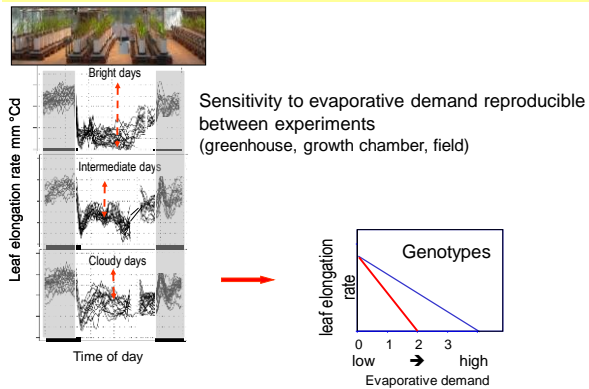 Bright days
Leaf elongation rate mm °Cd
Intermediate days
Cloudy days
Time of day
Sensitivity to evaporative demand reproducible
between experiments
(greenhouse, growth chamber, field)
leaf elongation
rate
Genotypes
0 1 2 3
low ➔ high
Evaporative demand